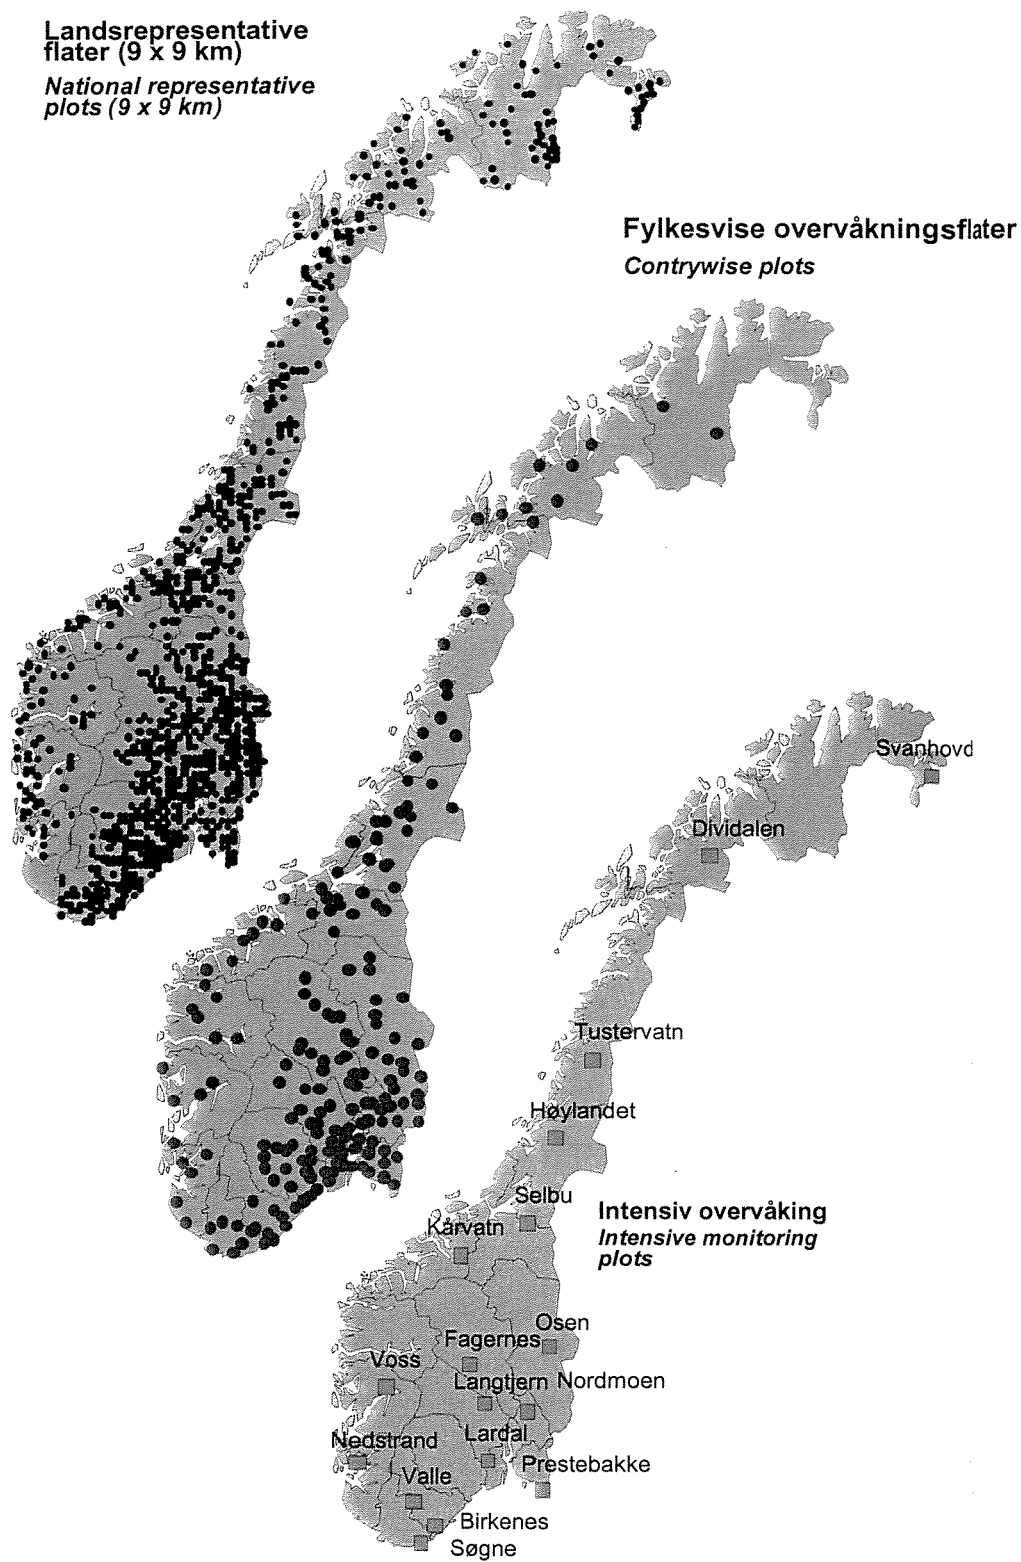 Landsrepresentative
flater (9 x 9 km)
National representative
plots (9 x 9 km)
Fylkesvise overvåkningsflater
Contrywise plots
Svanhovd
Dividalen
Tustervatn
Høylandet
Selbu
Kårvatn
Intensiv overvåking
Intensive monitoring
plots
Osen
Fagernes
Voss
Langtjern
Nordmoen
Lardal
Nedstrand
Prestebakke
Valle
Birkenes
Søgne